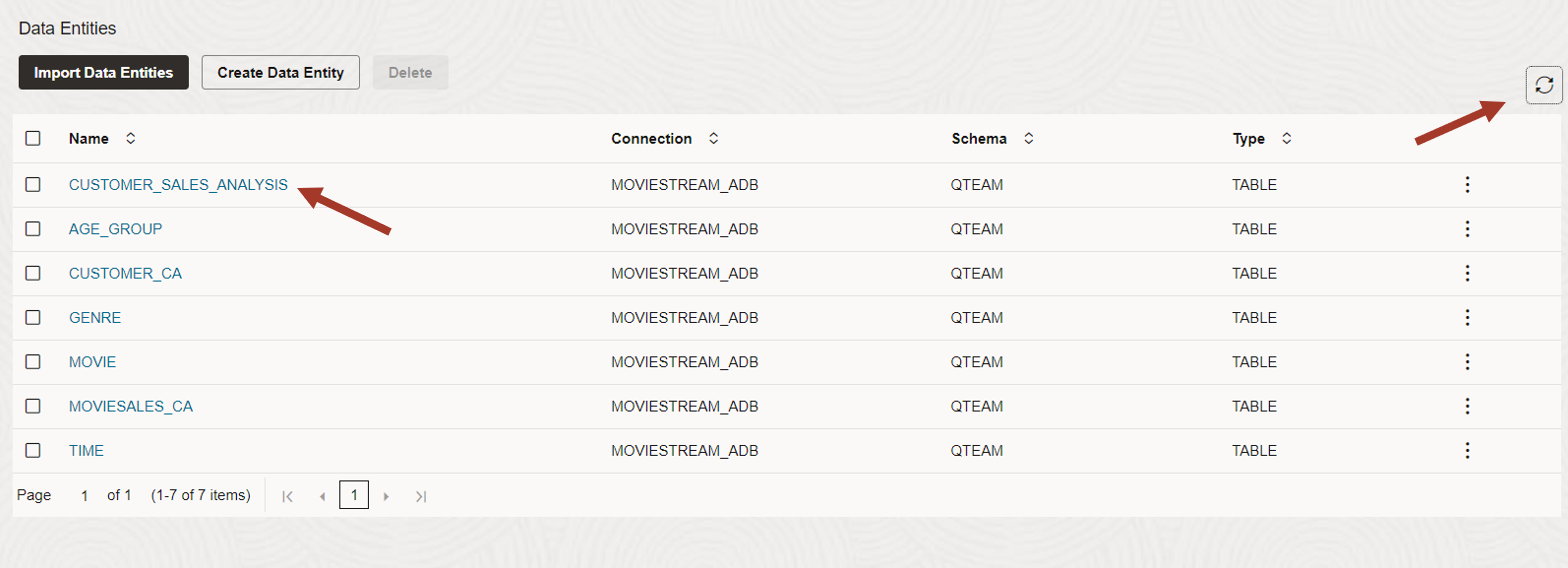 Data Entities
Import Data Entities Create Data Entity Delete
Name Connection Schema Type
CUSTOMER_SALES_ANALYSIS MOVIESTREAM_ADB QTEAM TABLE
AGE_GROUP MOVIESTREAM_ADB QTEAM TABLE
CUSTOMER_CA MOVIESTREAM_ADB QTEAM TABLE
GENRE MOVIESTREAM_ADB QTEAM TABLE
MOVIE MOVIESTREAM_ADB QTEAM TABLE
MOVIESALES_CA MOVIESTREAM_ADB QTEAM TABLE
TIME MOVIESTREAM_ADB QTEAM TABLE
Page 1 of 1 (1-7 of 7 items) 1